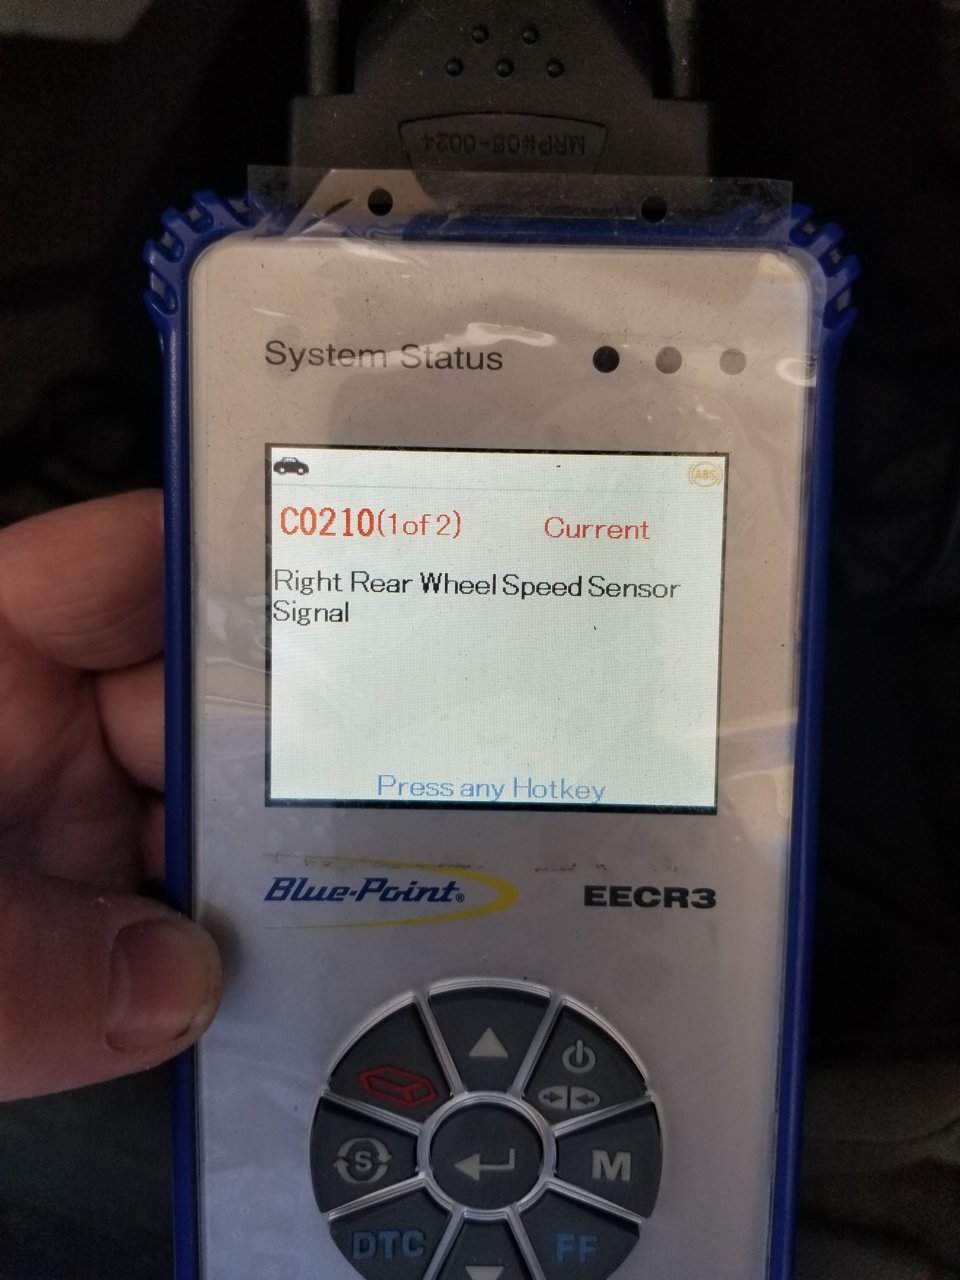 MRP#05-0024
System Status
ABS
C0210(1of 2) Current
Right Rear Wheel Speed Sensor
Signal
Press any Hotkey
Blue-Point® EECR3
S
M
DTC
FF